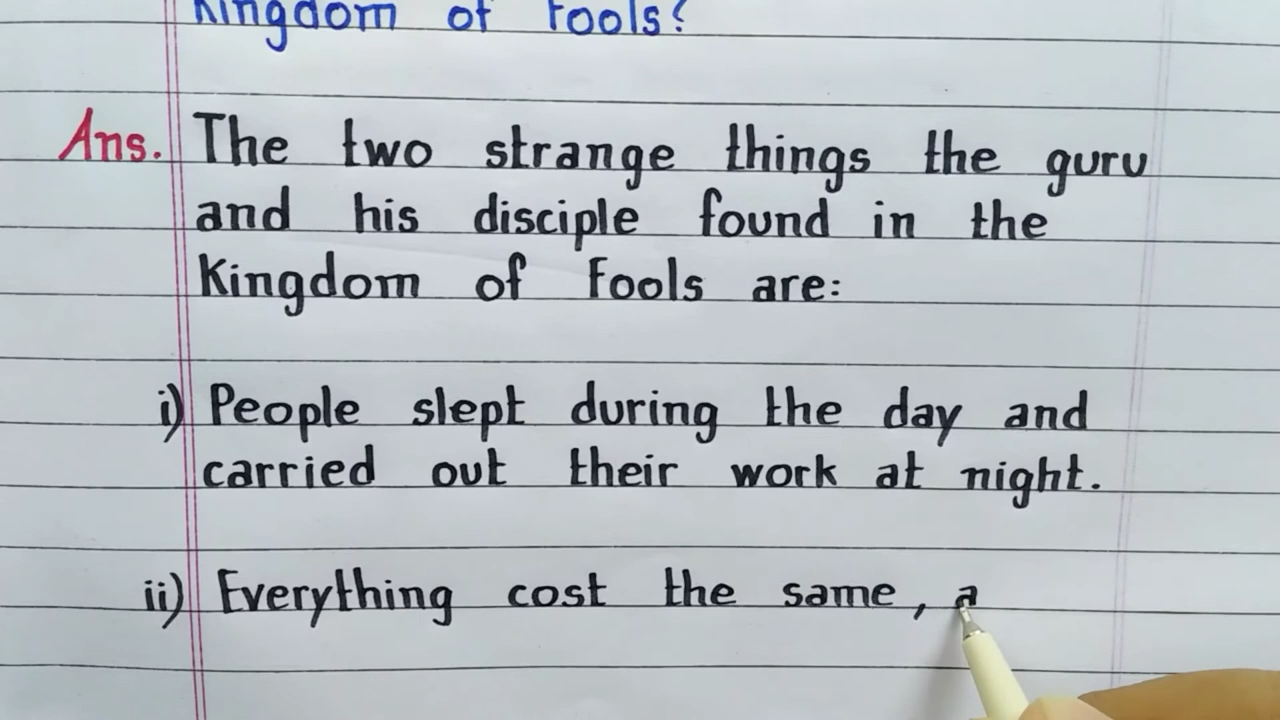 Kingdom of Fools?
Ans. The two strange things the guru
and his disciple found in the
Kingdom of Fools are:
i) People slept during the day and
carried out their work at night.
ii) Everything cost the same, a